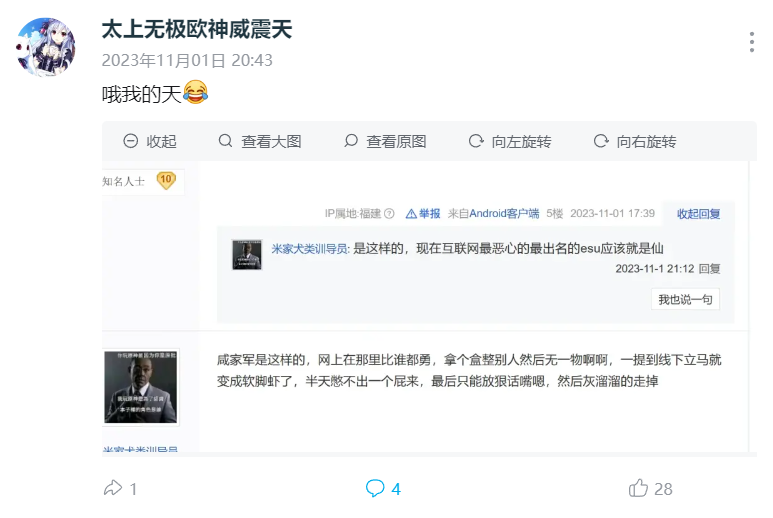 太上无极欧神威震天
2023年11月01日 20:43
哦我的天😂
收起 查看大图 查看原图 向左旋转 向右旋转
知名人士 10
IP属地:福建 举报 来自Android客户端 5楼 2023-11-01 17:39 收起回复
米家犬类训导员: 是这样的，现在互联网最恶心的最出名的esu应该就是仙
2023-11-1 21:12 回复
我也说一句
咸家军是这样的，网上在那里比谁都勇，拿个盒整别人然后无一物啊啊，一提到线下立马就
变成软脚虾了，半天憋不出一个屁来，最后只能放狠话嘴嗯，然后灰溜溜的走掉
米家犬类训导员
1 4 28